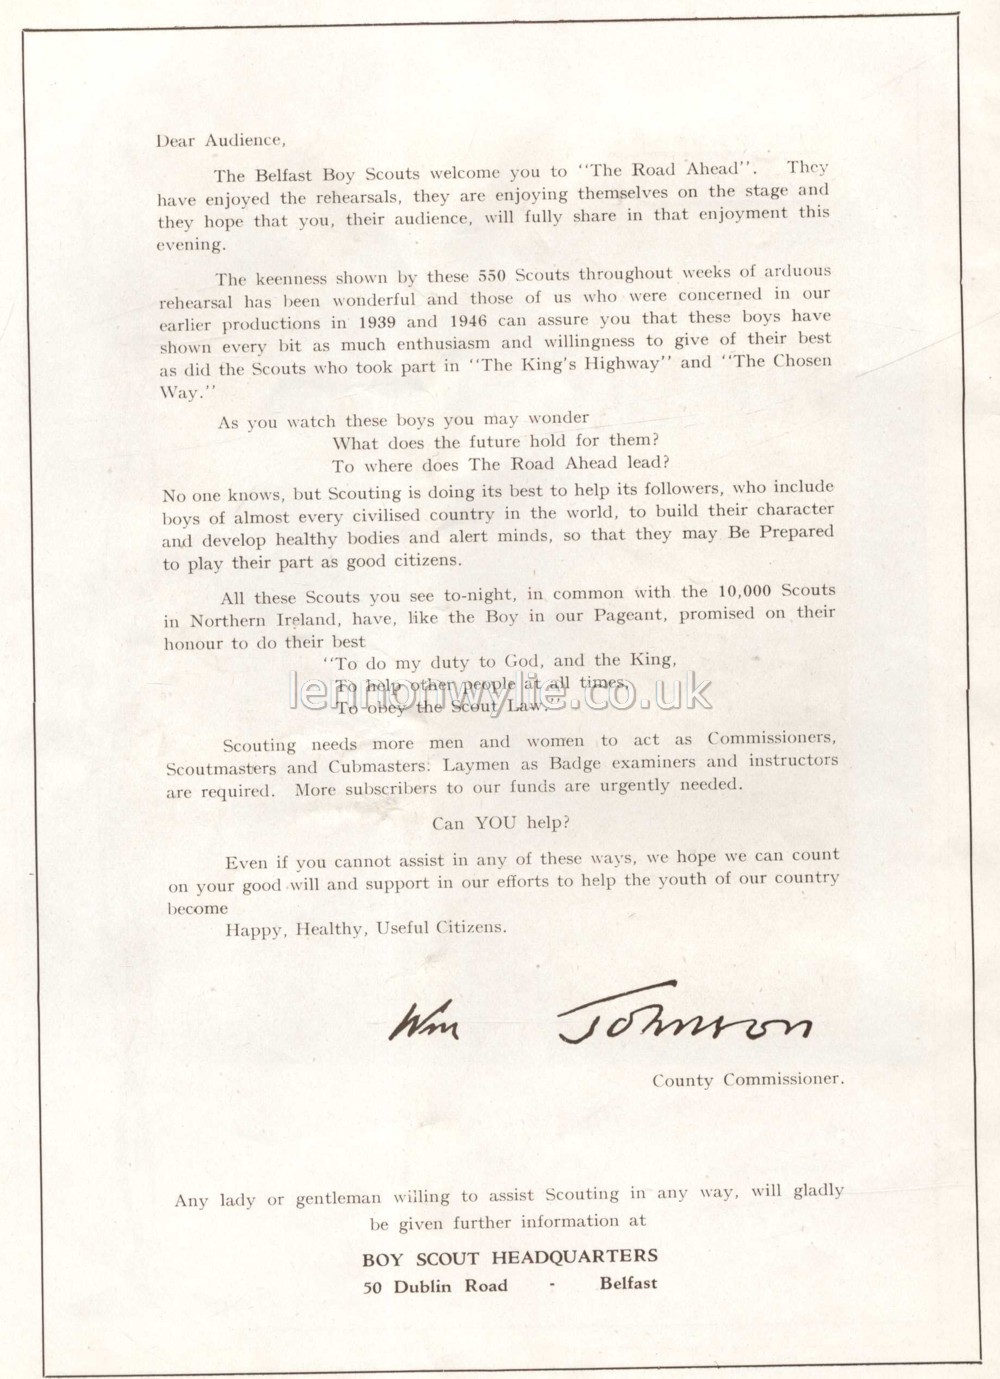 Dear Audience,
The Belfast Boy Scouts welcome you to "The Road Ahead". They
have enjoyed the rehearsals, they are enjoying themselves on the stage and
they hope that you, their audience, will fully share in that enjoyment this
evening.
The keenness shown by these 550 Scouts throughout weeks of arduous
rehearsal has been wonderful and those of us who were concerned in our
earlier productions in 1939 and 1946 can assure you that these boys have
shown every bit as much enthusiasm and willingness to give of their best
as did the Scouts who took part in "The King's Highway" and "The Chosen
Way."
As you watch these boys you may wonder
What does the future hold for them?
To where does The Road Ahead lead?
No one knows, but Scouting is doing its best to help its followers, who include
boys of almost every civilised country in the world, to build their character
and develop healthy bodies and alert minds, so that they may Be Prepared
to play their part as good citizens.
All these Scouts you see to-night, in common with the 10,000 Scouts
in Northern Ireland, have, like the Boy in our Pageant, promised on their
honour to do their best
"To do my duty to God, and the King,
To help other people at all times,
To obey the Scout Law."
lennonwylie.co.uk
Scouting needs more men and women to act as Commissioners,
Scoutmasters and Cubmasters: Laymen as Badge examiners and instructors
are required. More subscribers to our funds are urgently needed.
Can YOU help?
Even if you cannot assist in any of these ways, we hope we can count
on your good will and support in our efforts to help the youth of our country
become
Happy, Healthy, Useful Citizens.
Wm Johnson
County Commissioner.
Any lady or gentleman willing to assist Scouting in any way, will gladly
be given further information at
BOY SCOUT HEADQUARTERS
50 Dublin Road - Belfast